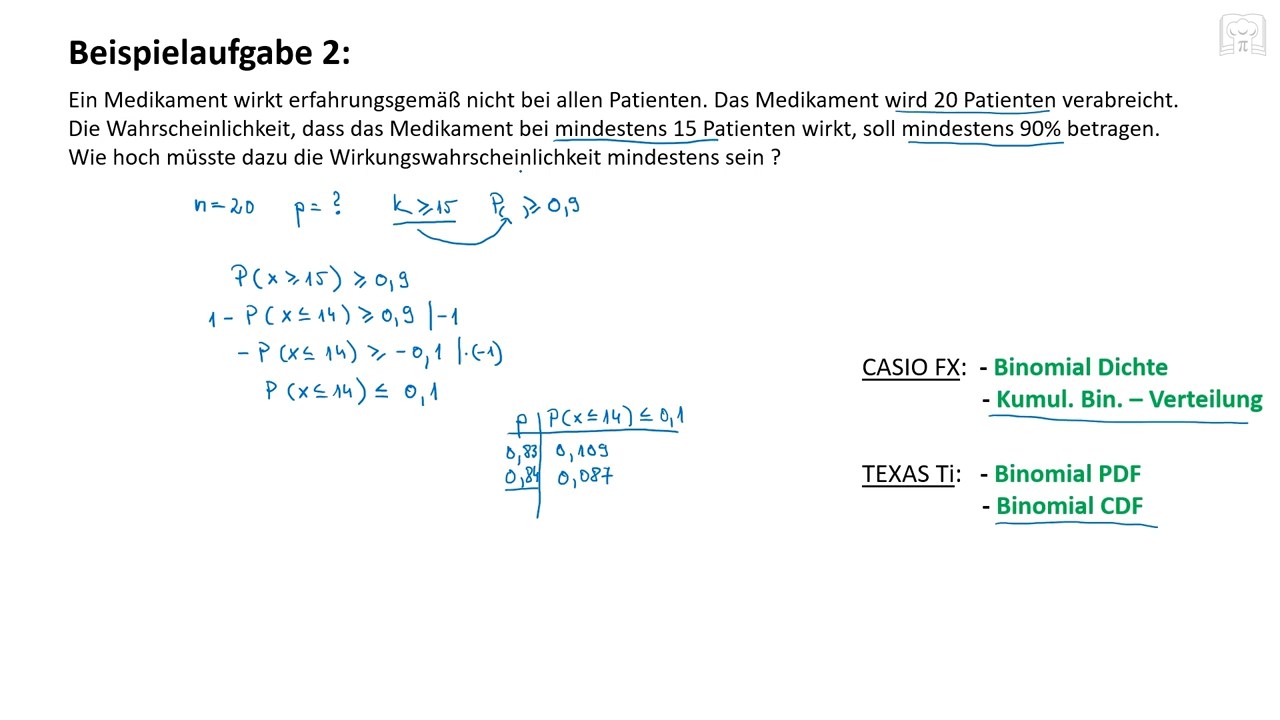 Beispielaufgabe 2:
Ein Medikament wirkt erfahrungsgemäß nicht bei allen Patienten. Das Medikament wird 20 Patienten verabreicht.
Die Wahrscheinlichkeit, dass das Medikament bei mindestens 15 Patienten wirkt, soll mindestens 90% betragen.
Wie hoch müsste dazu die Wirkungswahrscheinlichkeit mindestens sein ?
n=20 p=? k≥15 P( ) ≥ 0,9
P(x≥15) ≥ 0,9
1 - P(x≤14) ≥ 0,9 |-1
- P(x≤14) ≥ -0,1 |·(-1)
P(x≤14) ≤ 0,1
p | P(x≤14) ≤ 0,1
0,83 | 0,109
0,84 | 0,087
CASIO FX: - Binomial Dichte
- Kumul. Bin. – Verteilung
TEXAS Ti: - Binomial PDF
- Binomial CDF
π